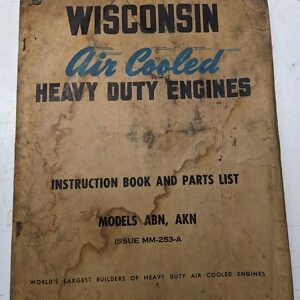 WISCONSIN
Air Cooled
HEAVY DUTY ENGINES
INSTRUCTION BOOK AND PARTS LIST
MODELS ABN, AKN
ISSUE MM-253-A
WORLD'S LARGEST BUILDERS OF HEAVY DUTY AIR COOLED ENGINES